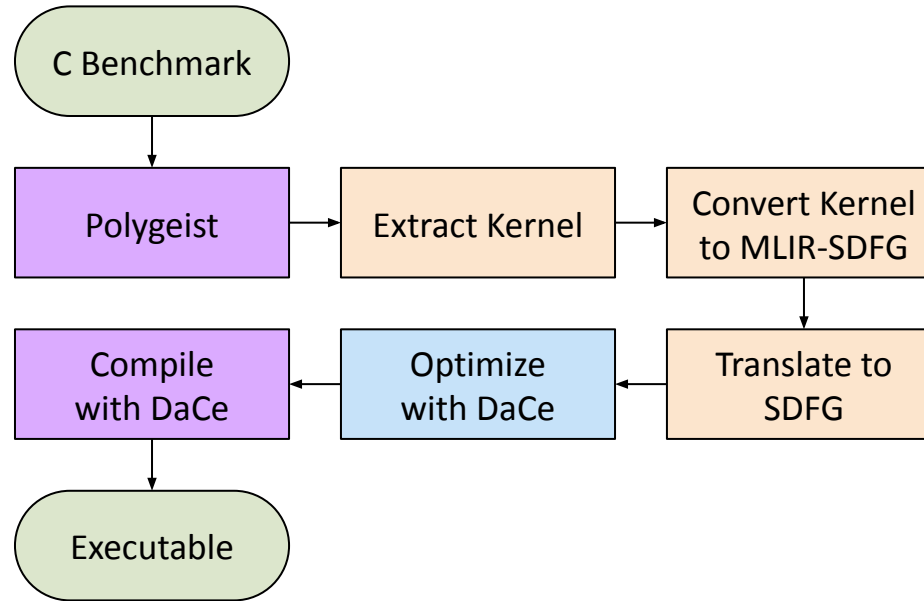 C Benchmark
Polygeist
Extract Kernel
Convert Kernel
to MLIR-SDFG
Translate to
SDFG
Optimize
with DaCe
Compile
with DaCe
Executable